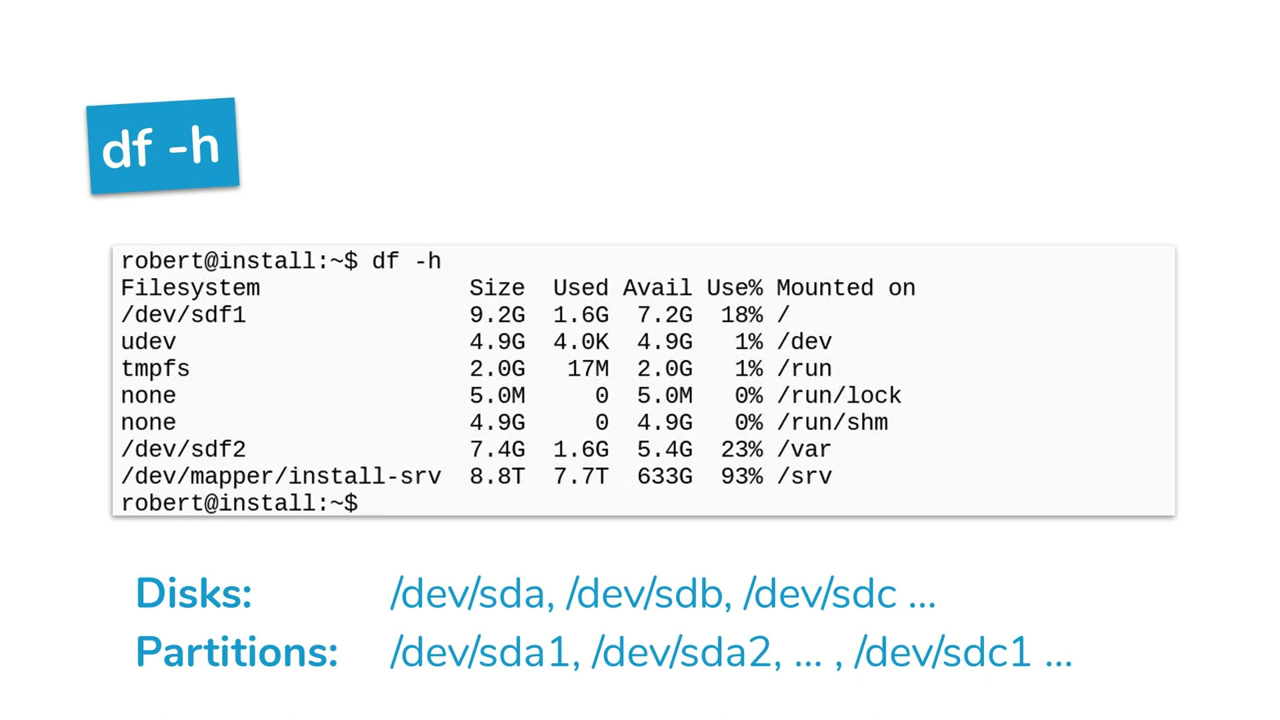 df -h
robert@install:~$ df -h
Filesystem               Size  Used Avail Use% Mounted on
/dev/sdf1                9.2G  1.6G  7.2G  18% /
udev                     4.9G  4.0K  4.9G   1% /dev
tmpfs                    2.0G   17M  2.0G   1% /run
none                     5.0M     0  5.0M   0% /run/lock
none                     4.9G     0  4.9G   0% /run/shm
/dev/sdf2                7.4G  1.6G  5.4G  23% /var
/dev/mapper/install-srv  8.8T  7.7T  633G  93% /srv
robert@install:~$
Disks: /dev/sda, /dev/sdb, /dev/sdc ...
Partitions: /dev/sda1, /dev/sda2, ... , /dev/sdc1 ...